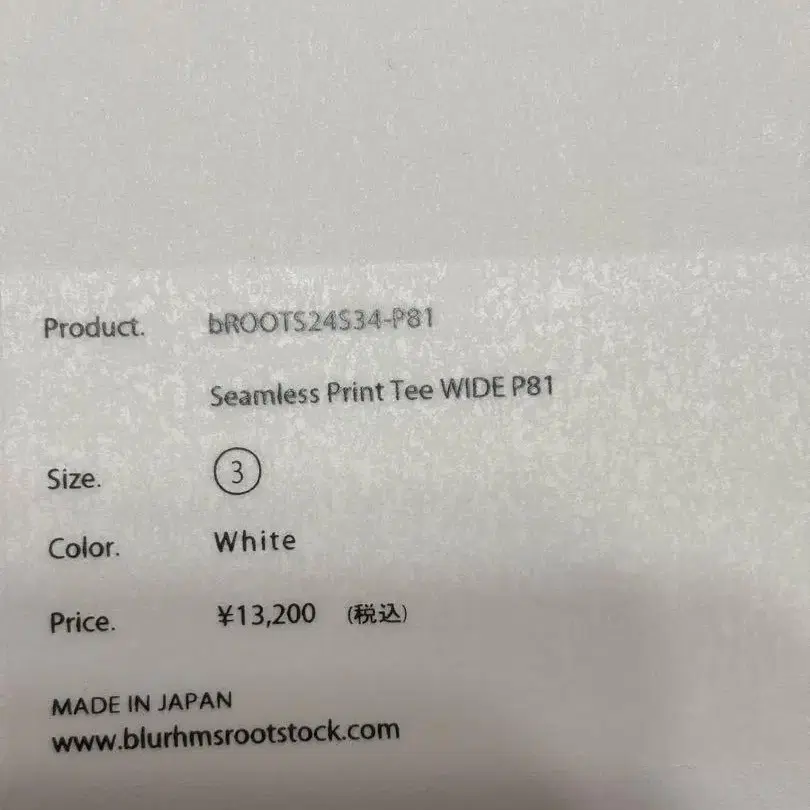 Product. bROOTS24S34-P81
Seamless Print Tee WIDE P81
Size. ③
Color. White
Price. ¥13,200 (税込)
MADE IN JAPAN
www.blurhmsrootstock.com